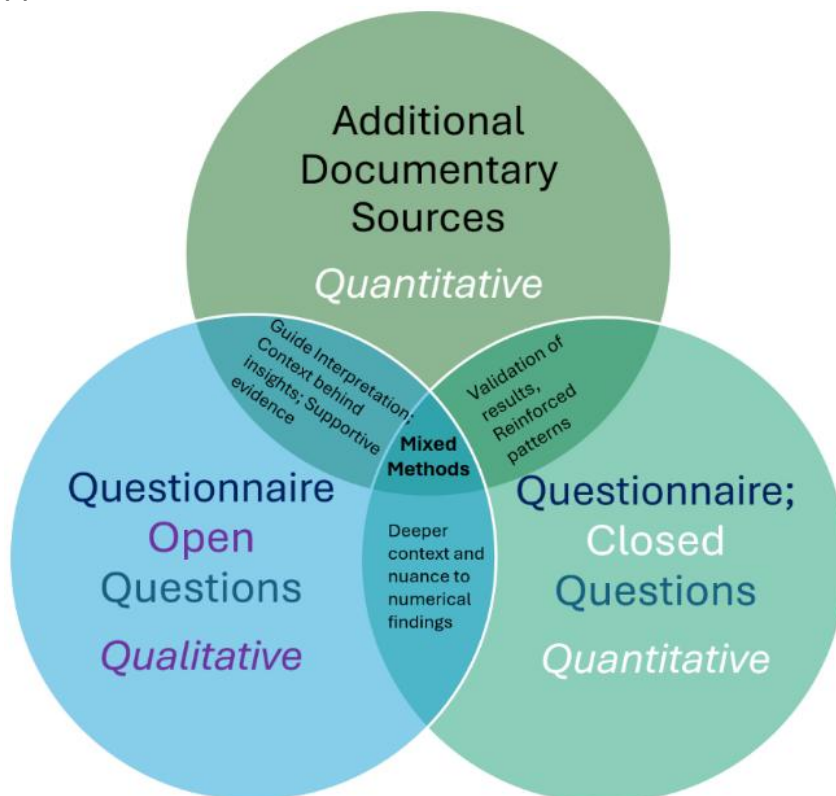 Additional
Documentary
Sources
Quantitative
Guide Interpretation;
Context behind
insights; Supportive
evidence
Validation of
results,
Reinforced
patterns
Mixed
Methods
Questionnaire
Open
Questions
Qualitative
Deeper
context and
nuance to
numerical
findings
Questionnaire;
Closed
Questions
Quantitative